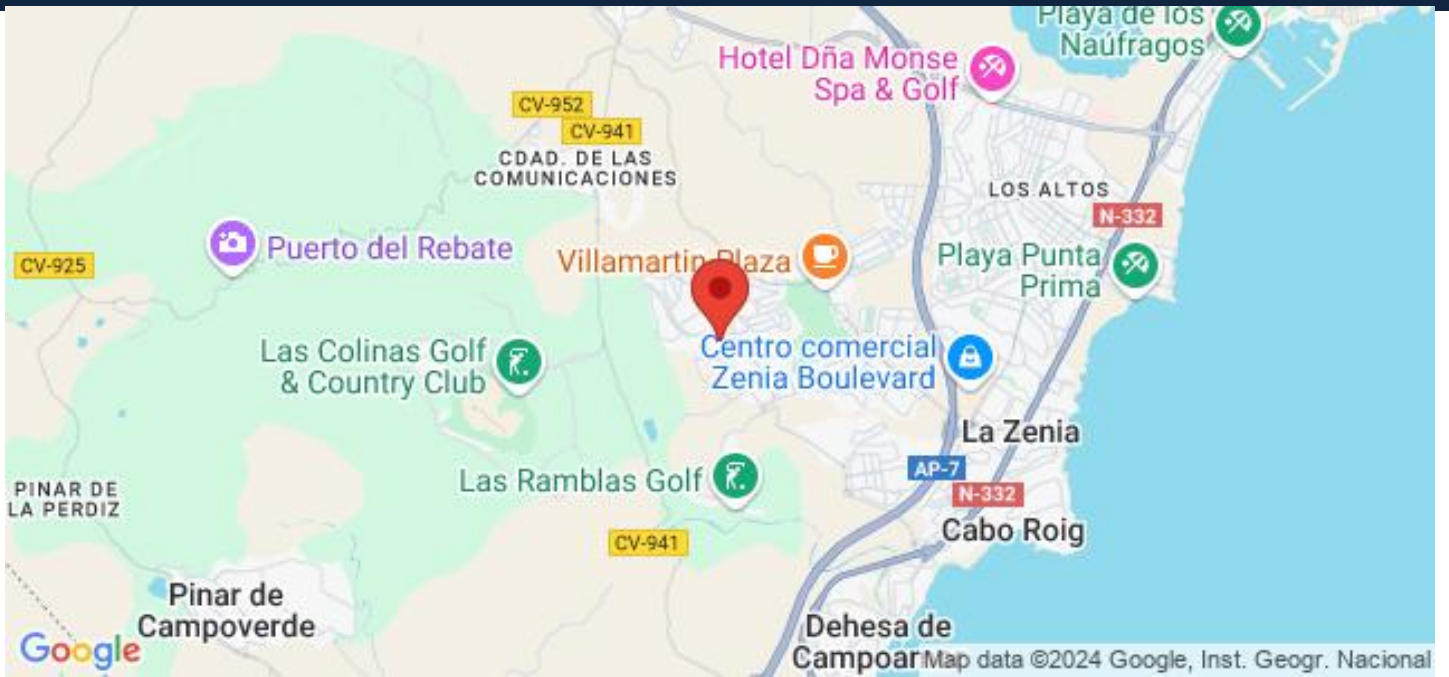 Playa de los
Naúfragos
Hotel Dña Monse
Spa & Golf
CV-952
CV-941
CDAD. DE LAS
COMUNICACIONES
LOS ALTOS
N-332
Puerto del Rebate
CV-925
Villamartin Plaza
Playa Punta
Prima
Las Colinas Golf
& Country Club
Centro comercial
Zenia Boulevard
La Zenia
AP-7
Las Ramblas Golf
N-332
PINAR DE
LA PERDIZ
Cabo Roig
CV-941
Pinar de
Campoverde
Dehesa de
Google
Map data ©2024 Google, Inst. Geogr. Nacional